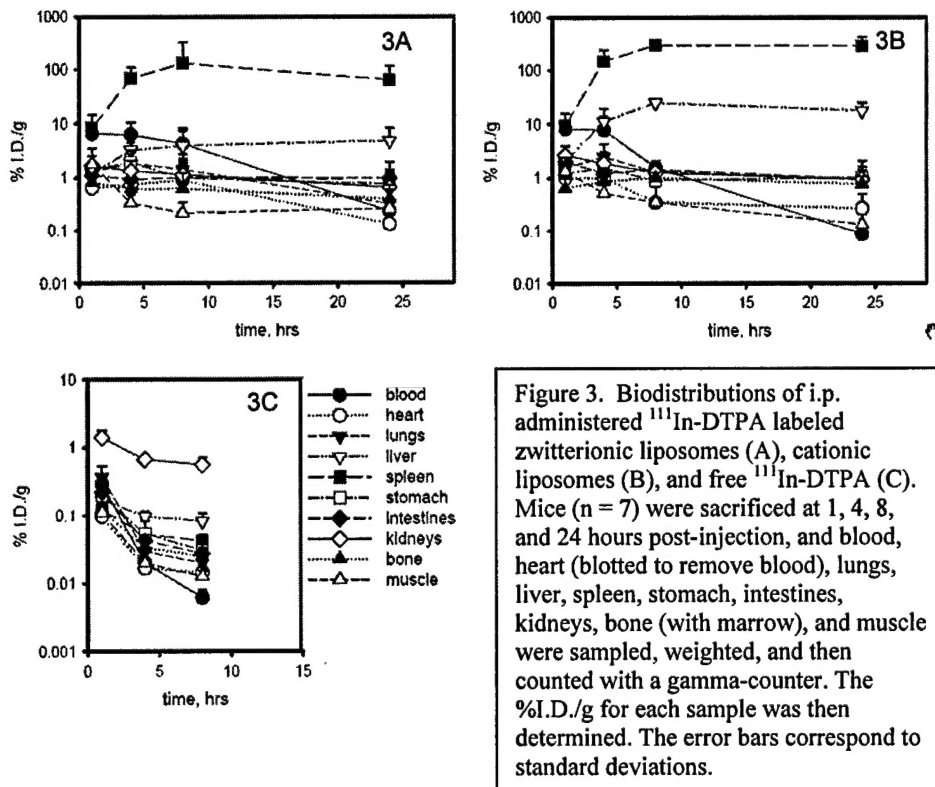 3A
1000
100
10
1
0.1
0.01
% I.D./g
0 5 10 15 20 25
time, hrs
3B
1000
100
10
1
0.1
0.01
% I.D./g
0 5 10 15 20 25
time, hrs
3C
10
1
0.1
0.01
0.001
% I.D./g
0 5 10 15
time, hrs
blood
heart
lungs
liver
spleen
stomach
intestines
kidneys
bone
muscle
Figure 3. Biodistributions of i.p.
administered ¹¹¹In-DTPA labeled
zwitterionic liposomes (A), cationic
liposomes (B), and free ¹¹¹In-DTPA (C).
Mice (n = 7) were sacrificed at 1, 4, 8,
and 24 hours post-injection, and blood,
heart (blotted to remove blood), lungs,
liver, spleen, stomach, intestines,
kidneys, bone (with marrow), and muscle
were sampled, weighted, and then
counted with a gamma-counter. The
%I.D./g for each sample was then
determined. The error bars correspond to
standard deviations.